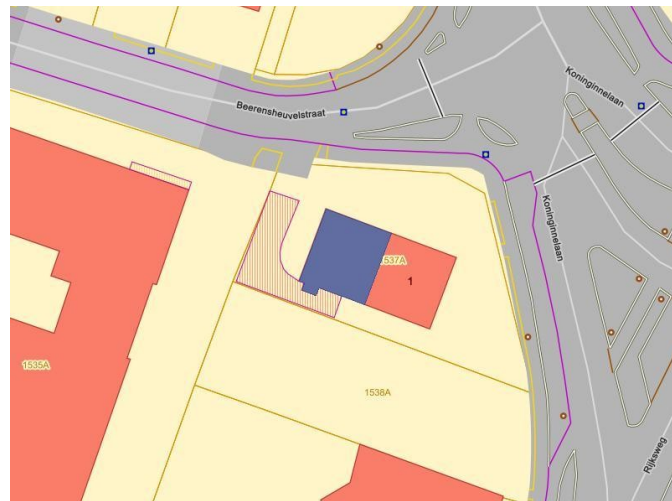 Koninginnelaan
Beerensheuvelstraat
Koninginnelaan
1537A
1
1535A
1538A
Rijksweg